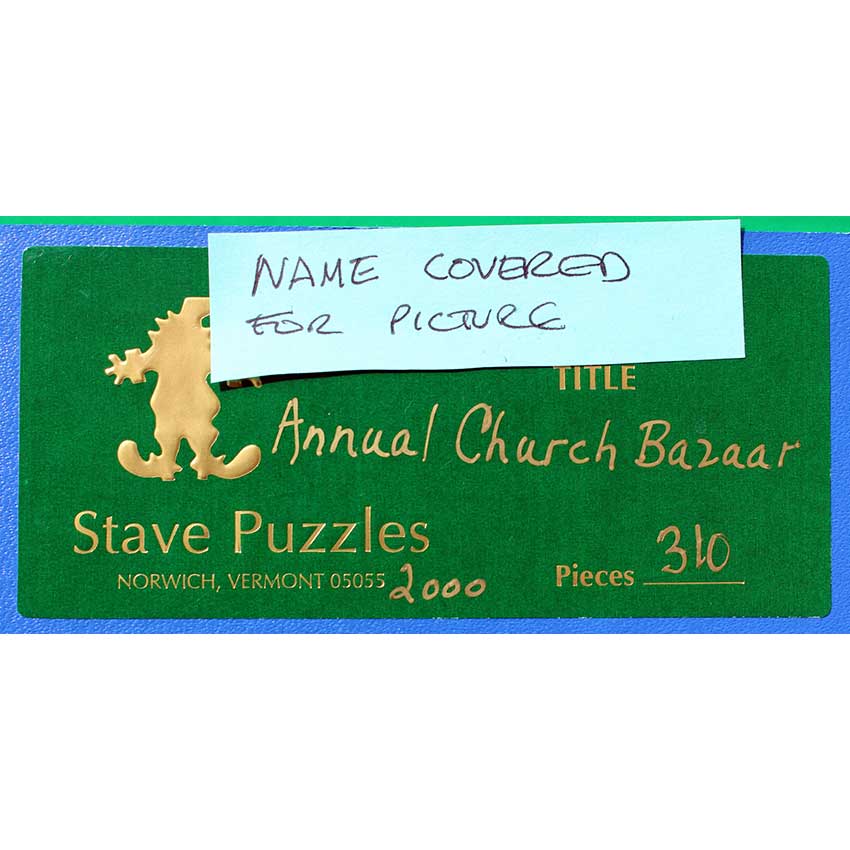 NAME COVERED
FOR PICTURE
TITLE
Annual Church Bazaar
Stave Puzzles
NORWICH, VERMONT 05055 2000
Pieces 310